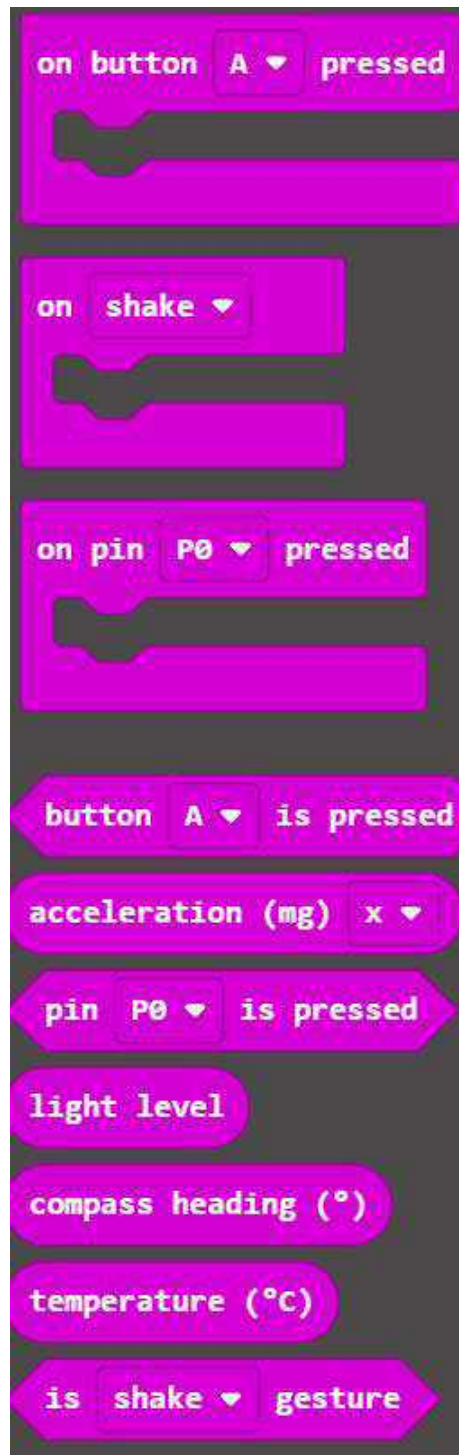 on button A pressed
on shake
on pin P0 pressed
button A is pressed
acceleration (mg) x
pin P0 is pressed
light level
compass heading (°)
temperature (°C)
is shake gesture